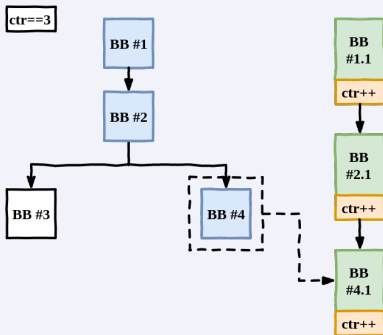 ctr==3
BB #1
BB #2
BB #3
BB #4
BB
#1.1
ctr++
BB
#2.1
ctr++
BB
#4.1
ctr++